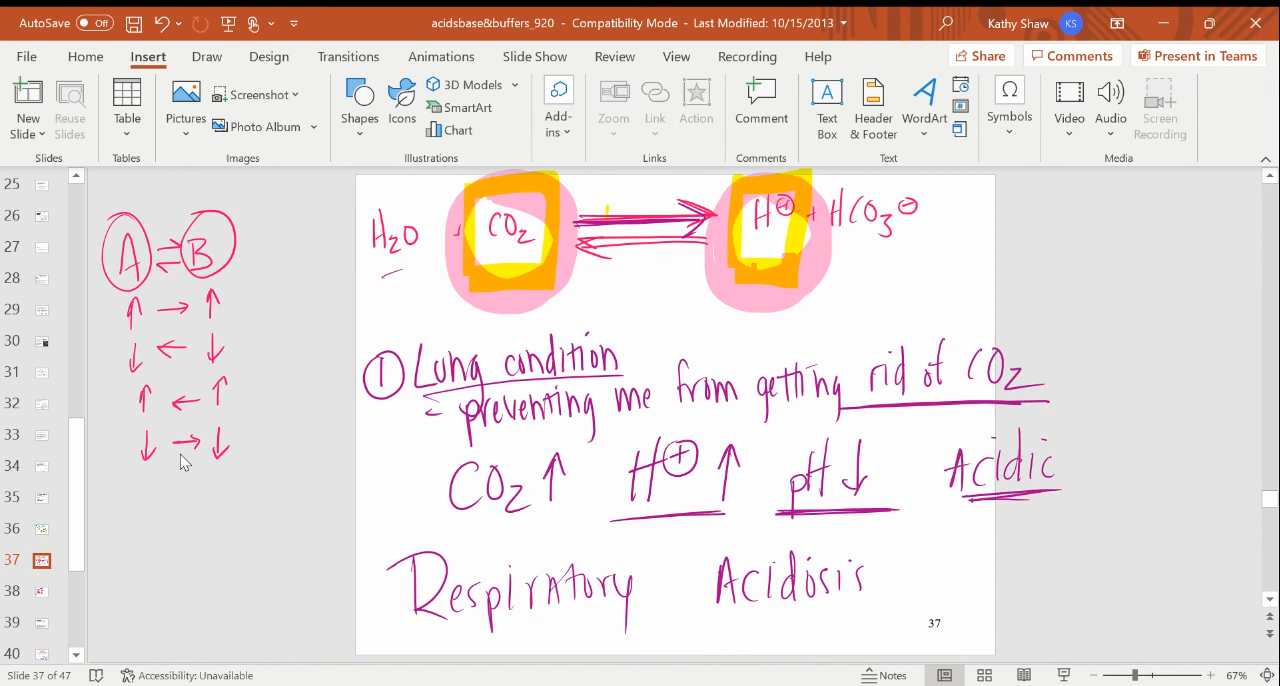 AutoSave Off acidsbase&buffers_920 - Compatibility Mode - Last Modified: 10/15/2013 Kathy Shaw KS
File Home Insert Draw Design Transitions Animations Slide Show Review View Recording Help Share Comments Present in Teams
New Slide Reuse Slides Table Pictures Screenshot Photo Album Shapes Icons 3D Models SmartArt Chart Add-ins Zoom Link Action Comment Text Box Header & Footer WordArt Symbols Video Audio Screen Recording
Slides Tables Images Illustrations Links Comments Text Media
25
26
27
28
29
30
31
32
33
34
35
36
37
38
39
40
A ⇌ B
↑ → ↑
↓ ← ↓
↑ ← ↑
↓ → ↓
H₂O + CO₂ ⇌ H⊕ + HCO₃⊖
① Lung condition
preventing me from getting rid of CO₂
CO₂ ↑ H⊕ ↑ pH ↓ Acidic
Respiratory Acidosis
37
Slide 37 of 47 Accessibility: Unavailable Notes 67%